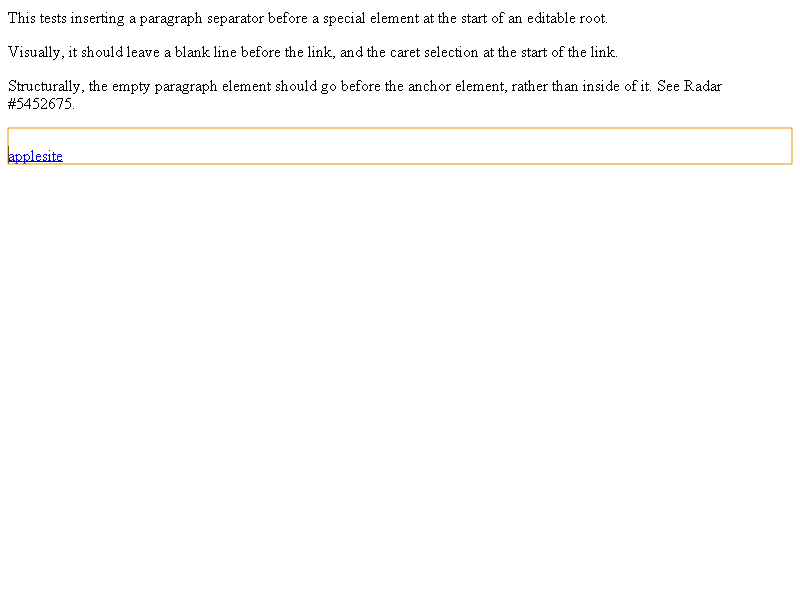 This tests inserting a paragraph separator before a special element at the start of an editable root.
Visually, it should leave a blank line before the link, and the caret selection at the start of the link.
Structurally, the empty paragraph element should go before the anchor element, rather than inside of it. See Radar
#5452675.
applesite